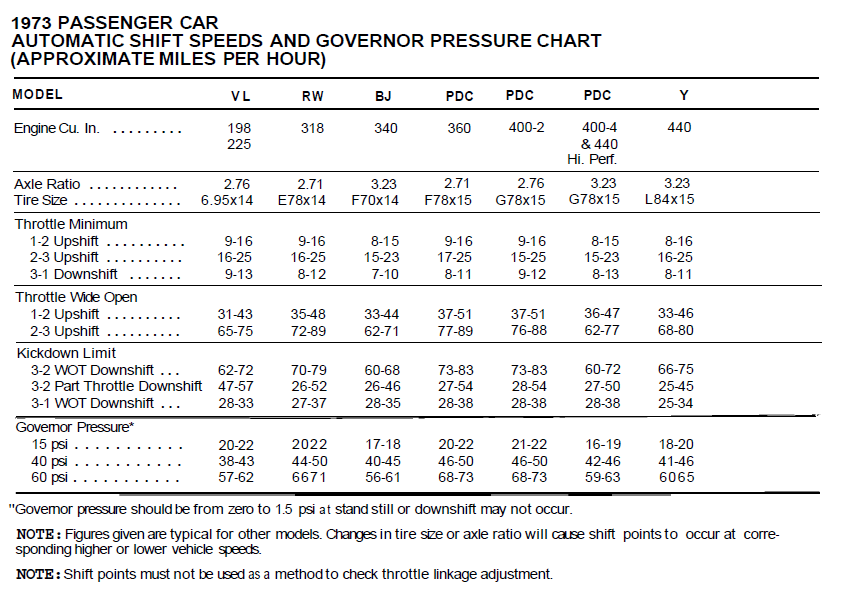 1973 PASSENGER CAR
AUTOMATIC SHIFT SPEEDS AND GOVERNOR PRESSURE CHART
(APPROXIMATE MILES PER HOUR)
MODEL VL RW BJ PDC PDC PDC Y
Engine Cu. In. ......... 198 318 340 360 400-2 400-4 440
225 & 440
Hi. Perf.
Axle Ratio ............ 2.76 2.71 3.23 2.71 2.76 3.23 3.23
Tire Size .............. 6.95x14 E78x14 F70x14 F78x15 G78x15 G78x15 L84x15
Throttle Minimum
1-2 Upshift .......... 9-16 9-16 8-15 9-16 9-16 8-15 8-16
2-3 Upshift .......... 16-25 16-25 15-23 17-25 15-25 15-23 16-25
3-1 Downshift ....... 9-13 8-12 7-10 8-11 9-12 8-13 8-11
Throttle Wide Open
1-2 Upshift .......... 31-43 35-48 33-44 37-51 37-51 36-47 33-46
2-3 Upshift .......... 65-75 72-89 62-71 77-89 76-88 62-77 68-80
Kickdown Limit
3-2 WOT Downshift ... 62-72 70-79 60-68 73-83 73-83 60-72 66-75
3-2 Part Throttle Downshift 47-57 26-52 26-46 27-54 28-54 27-50 25-45
3-1 WOT Downshift ... 28-33 27-37 28-35 28-38 28-38 28-38 25-34
Governor Pressure*
15 psi ........... 20-22 2022 17-18 20-22 21-22 16-19 18-20
40 psi ........... 38-43 44-50 40-45 46-50 46-50 42-46 41-46
60 psi ........... 57-62 6671 56-61 68-73 68-73 59-63 6065
"Governor pressure should be from zero to 1.5 psi at stand still or downshift may not occur.
NOTE: Figures given are typical for other models. Changes in tire size or axle ratio will cause shift points to occur at corre-
sponding higher or lower vehicle speeds.
NOTE: Shift points must not be used as a method to check throttle linkage adjustment.